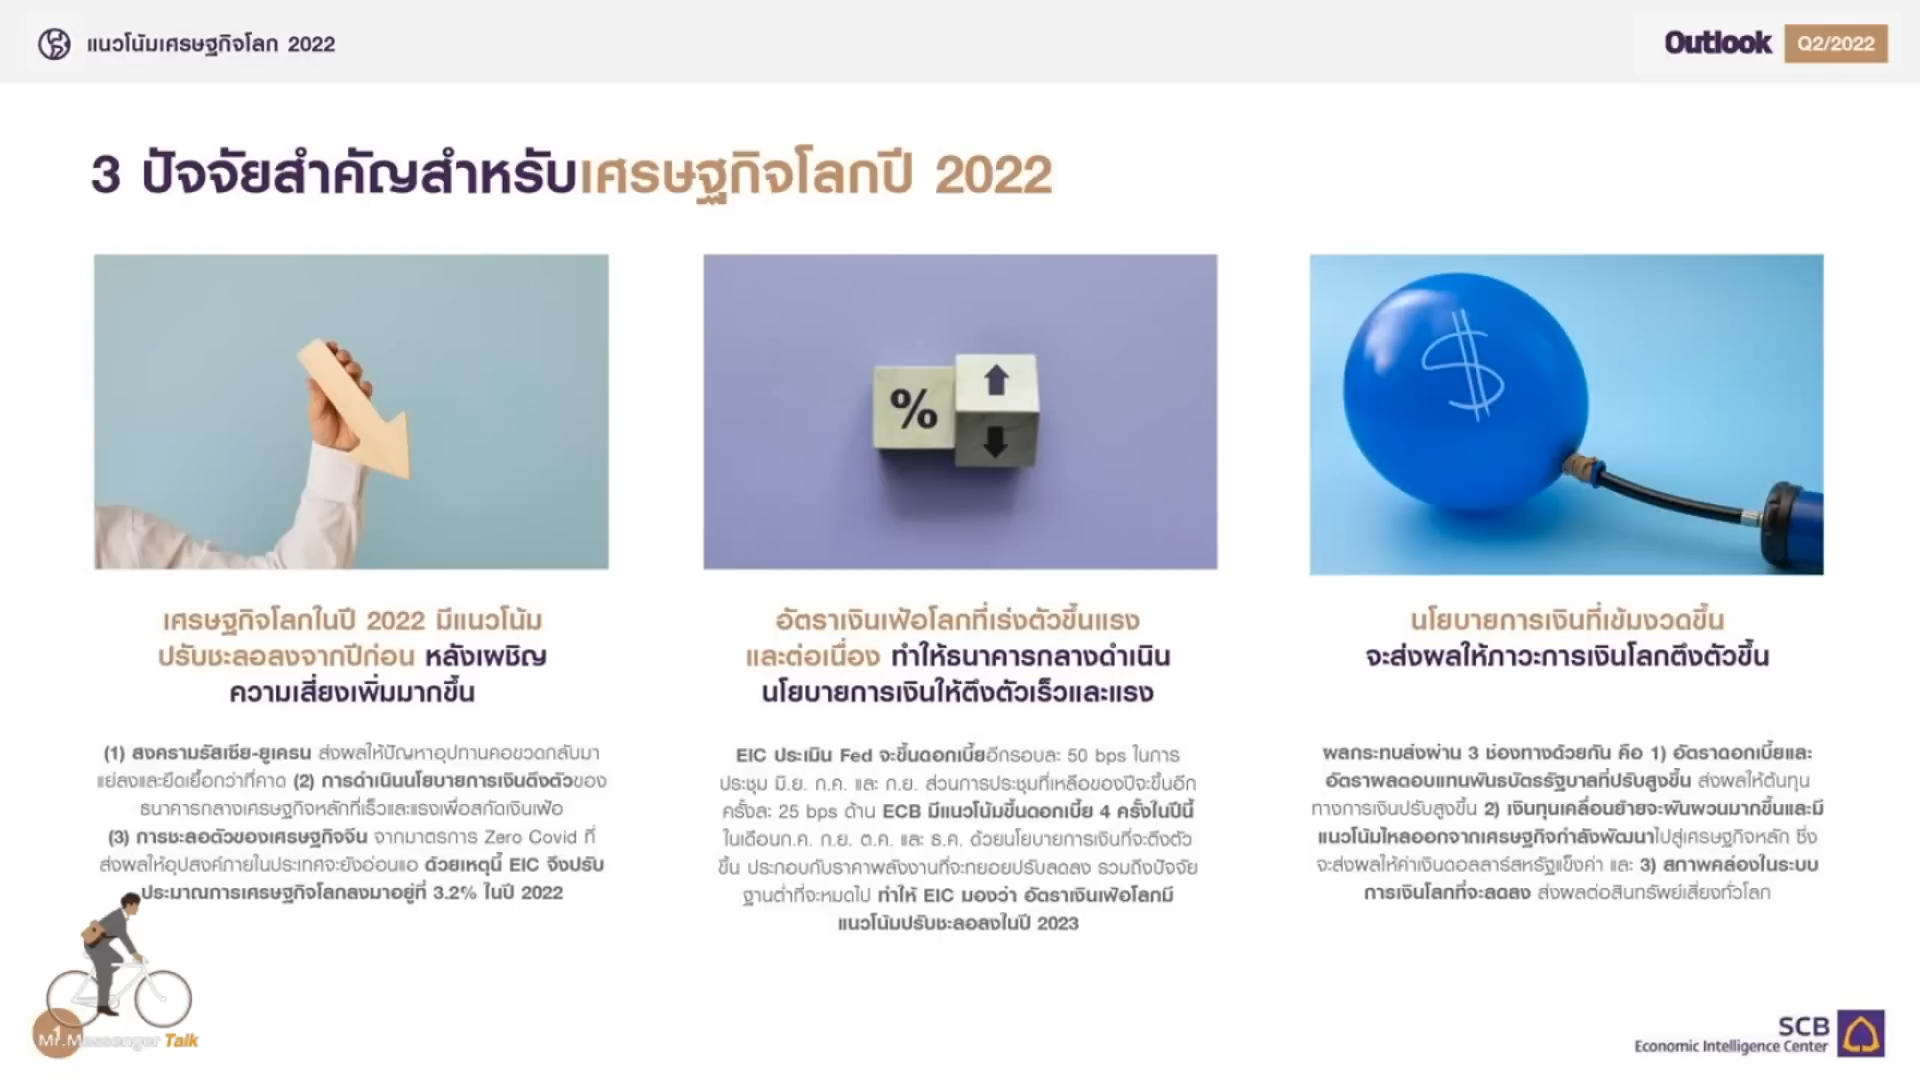 แนวโน้มเศรษฐกิจโลก 2022
Outlook Q2/2022
3 ปัจจัยสำคัญสำหรับเศรษฐกิจโลกปี 2022
เศรษฐกิจโลกในปี 2022 มีแนวโน้ม
ปรับชะลอลงจากปีก่อน หลังเผชิญ
ความเสี่ยงเพิ่มมากขึ้น
(1) สงครามรัสเซีย-ยูเครน ส่งผลให้ปัญหาอุปทานคอขวดกลับมา
แย่ลงและยืดเยื้อกว่าที่คาด (2) การดำเนินนโยบายการเงินตึงตัวของ
ธนาคารกลางเศรษฐกิจหลักที่เร็วและแรงเพื่อสกัดเงินเฟ้อ
(3) การชะลอตัวของเศรษฐกิจจีน จากมาตรการ Zero Covid ที่
ส่งผลให้อุปสงค์ภายในประเทศจะยังอ่อนแอ ด้วยเหตุนี้ EIC จึงปรับ
ประมาณการเศรษฐกิจโลกลงมาอยู่ที่ 3.2% ในปี 2022
%
$
อัตราเงินเฟ้อโลกที่เร่งตัวขึ้นแรง
และต่อเนื่อง ทำให้ธนาคารกลางดำเนิน
นโยบายการเงินให้ตึงตัวเร็วและแรง
EIC ประเมิน Fed จะขึ้นดอกเบี้ยอีกรอบละ 50 bps ในการ
ประชุม มิ.ย. ก.ค. และ ก.ย. ส่วนการประชุมที่เหลือของปีจะขึ้นอีก
ครั้งละ 25 bps ด้าน ECB มีแนวโน้มขึ้นดอกเบี้ย 4 ครั้งในปีนี้
ในเดือนก.ค. ก.ย. ต.ค. และ ธ.ค. ด้วยนโยบายการเงินที่จะตึงตัว
ขึ้น ประกอบกับราคาพลังงานที่จะทยอยปรับลดลง รวมถึงปัจจัย
ฐานต่ำที่จะหมดไป ทำให้ EIC มองว่า อัตราเงินเฟ้อโลกมี
แนวโน้มปรับชะลอลงในปี 2023
นโยบายการเงินที่เข้มงวดขึ้น
จะส่งผลให้ภาวะการเงินโลกตึงตัวขึ้น
ผลกระทบส่งผ่าน 3 ช่องทางด้วยกัน คือ 1) อัตราดอกเบี้ยและ
อัตราผลตอบแทนพันธบัตรรัฐบาลที่ปรับสูงขึ้น ส่งผลให้ต้นทุน
ทางการเงินปรับสูงขึ้น 2) เงินทุนเคลื่อนย้ายจะผันผวนมากขึ้นและมี
แนวโน้มไหลออกจากเศรษฐกิจกำลังพัฒนาไปสู่เศรษฐกิจหลัก ซึ่ง
จะส่งผลให้ค่าเงินดอลลาร์สหรัฐแข็งค่า และ 3) สภาพคล่องในระบบ
การเงินโลกที่จะลดลง ส่งผลต่อสินทรัพย์เสี่ยงทั่วโลก
1
Mr.Messenger Talk
SCB
Economic Intelligence Center